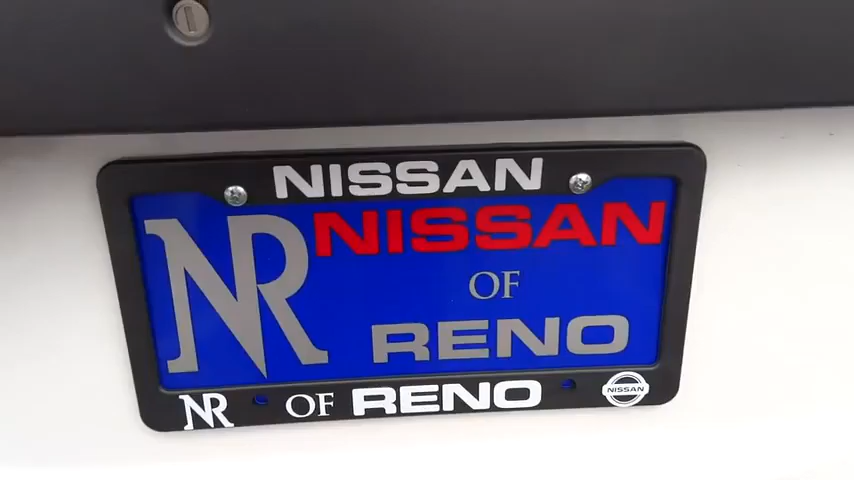 NISSAN
NR NISSAN
OF
RENO
NR OF RENO NISSAN